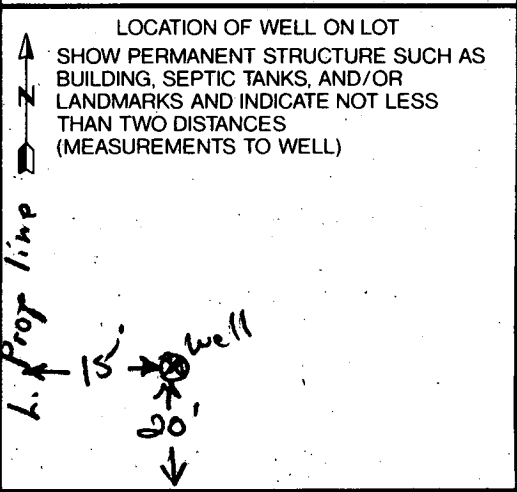 LOCATION OF WELL ON LOT
SHOW PERMANENT STRUCTURE SUCH AS
BUILDING, SEPTIC TANKS, AND/OR
LANDMARKS AND INDICATE NOT LESS
THAN TWO DISTANCES
(MEASUREMENTS TO WELL)
N
L. Prop line
15'
Well
20'